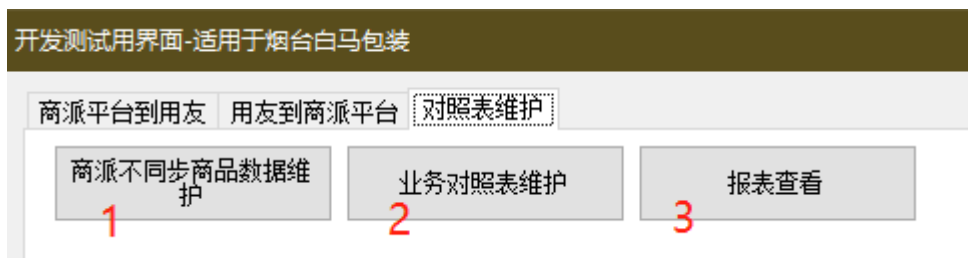 开发测试用界面-适用于烟台白马包装
商派平台到用友 用友到商派平台 对照表维护
商派不同步商品数据维
护
业务对照表维护
报表查看
1
2
3